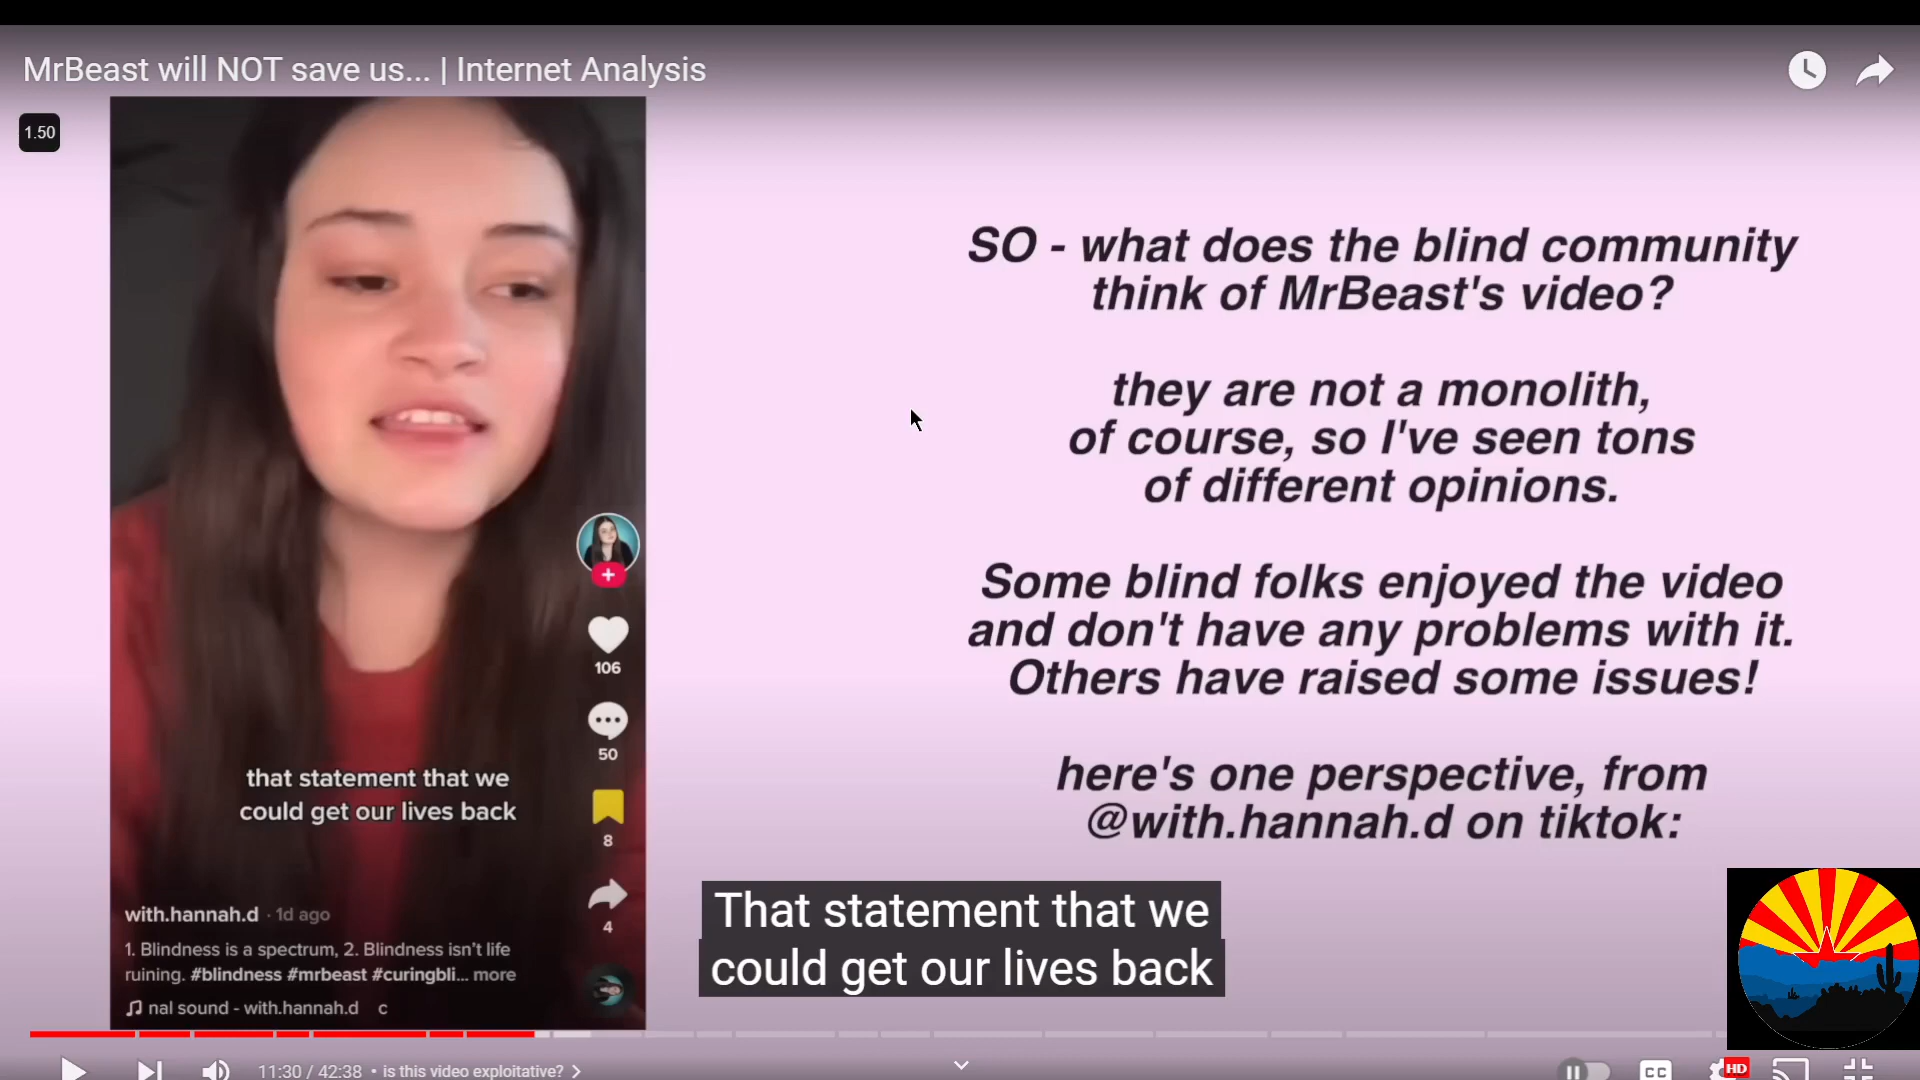 MrBeast will NOT save us... | Internet Analysis
1.50
SO - what does the blind community
think of MrBeast's video?
they are not a monolith,
of course, so I've seen tons
of different opinions.
Some blind folks enjoyed the video
and don't have any problems with it.
Others have raised some issues!
here's one perspective, from
@with.hannah.d on tiktok:
106
50
8
4
that statement that we
could get our lives back
with.hannah.d · 1d ago
1. Blindness is a spectrum, 2. Blindness isn't life
ruining. #blindness #mrbeast #curingbli... more
nal sound - with.hannah.d c
That statement that we
could get our lives back
11:30 / 42:38 • is this video exploitative? >
CC
HD